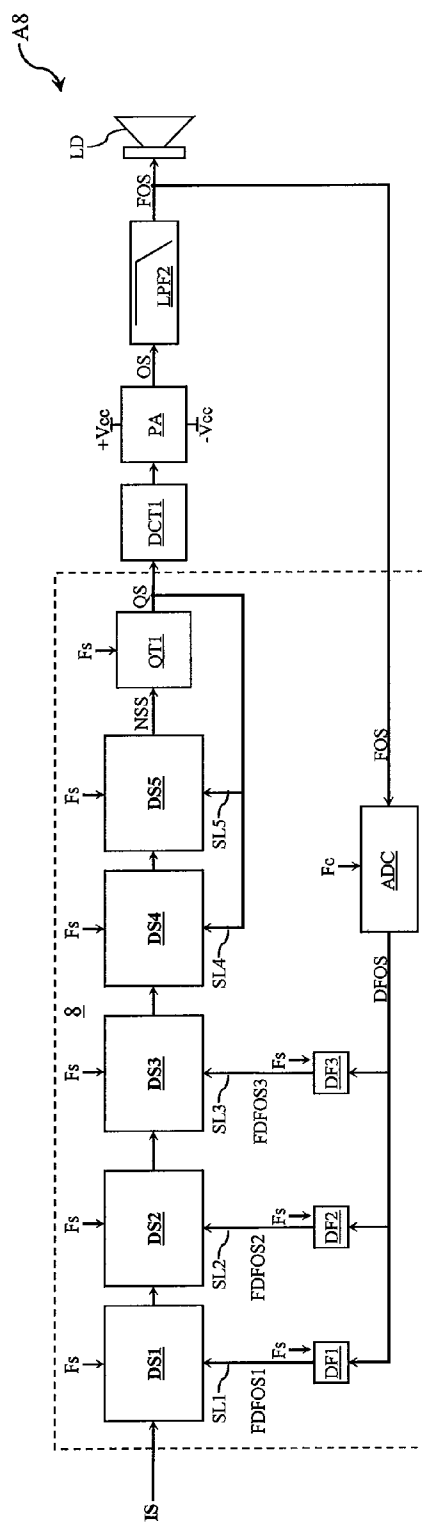 A8
LD
FOS
LPF2
OS
+Vcc
PA
-Vcc
DCT1
QS
Fs
QT1
NSS
Fs
DS5
SL5
Fs
DS4
SL4
8
Fs
DS3
SL3
FDFOS3
Fs
DF3
Fs
DS2
SL2
FDFOS2
Fs
DF2
Fs
DS1
SL1
FDFOS1
Fs
DF1
IS
FOS
Fc
ADC
DFOS